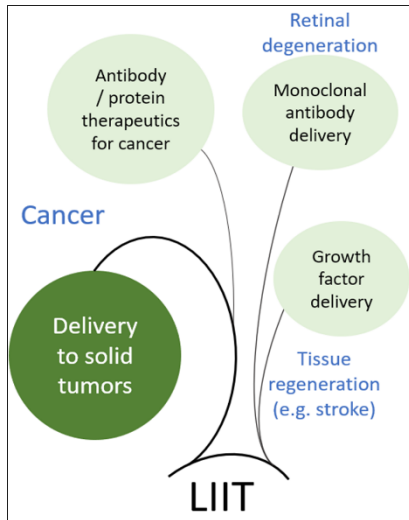 Retinal
degeneration
Antibody
/ protein
therapeutics
for cancer
Monoclonal
antibody
delivery
Cancer
Growth
factor
delivery
Delivery
to solid
tumors
Tissue
regeneration
(e.g. stroke)
LIIT